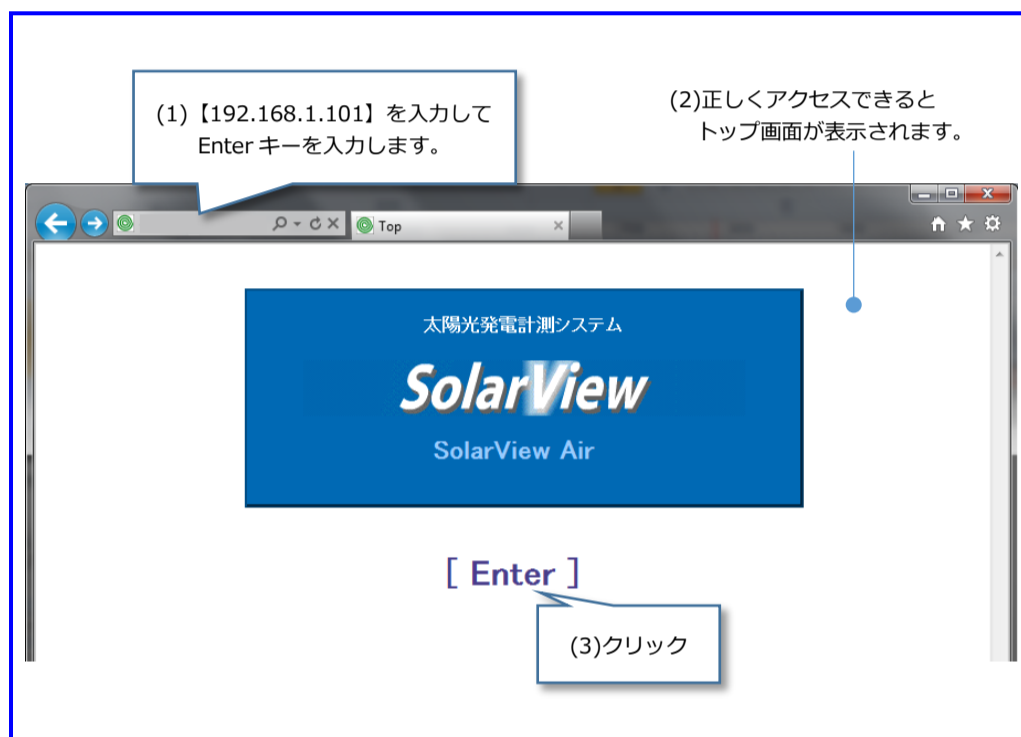 (1)【192.168.1.101】を入力して
Enter キーを入力します。
(2)正しくアクセスできると
トップ画面が表示されます。
Top
太陽光発電計測システム
SolarView
SolarView Air
[ Enter ]
(3)クリック